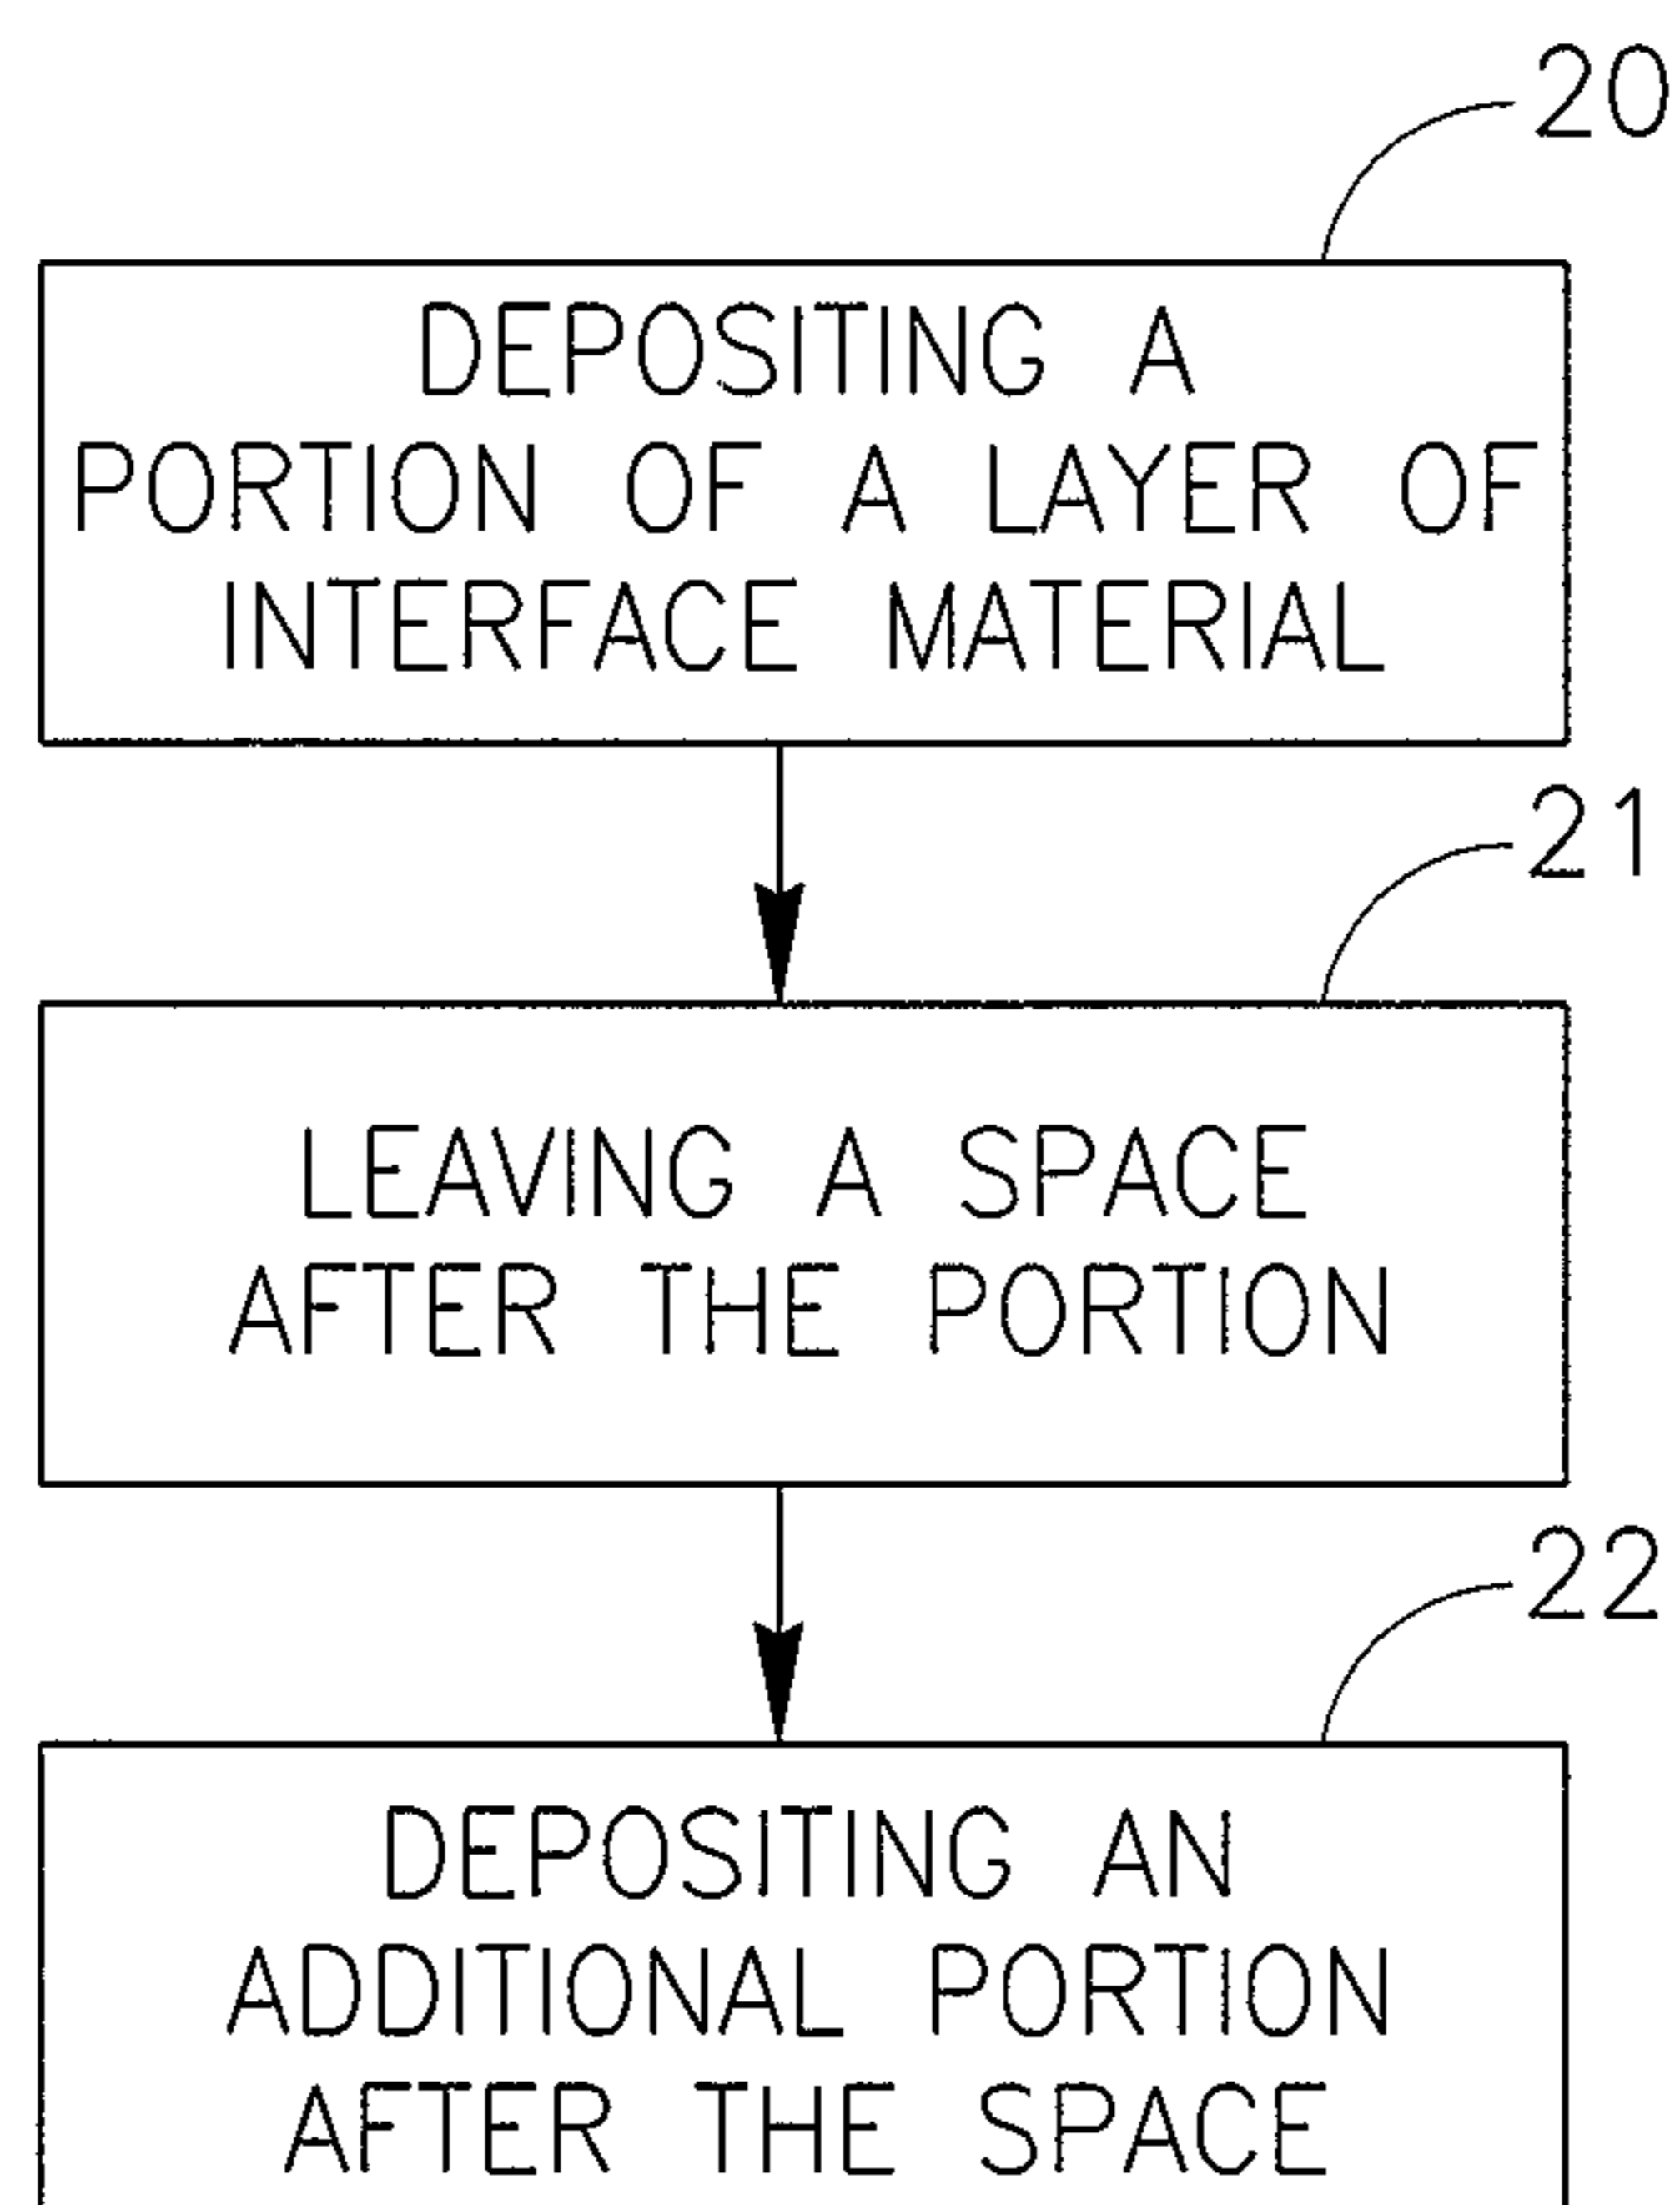 20
DEPOSITING A
PORTION OF A LAYER OF
INTERFACE MATERIAL
21
LEAVING A SPACE
AFTER THE PORTION
22
DEPOSITING AN
ADDITIONAL PORTION
AFTER THE SPACE